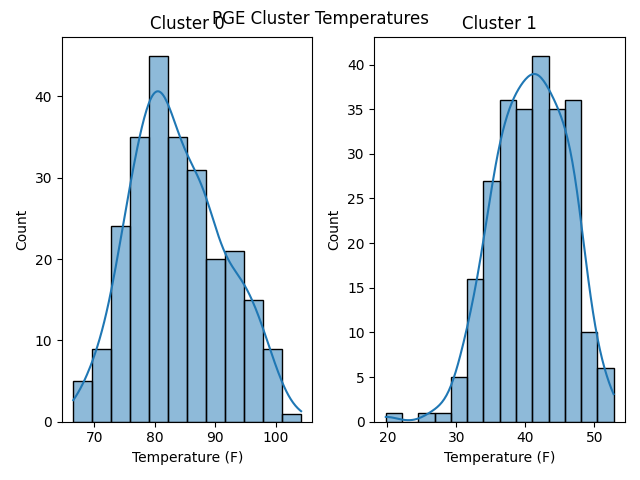 PGE Cluster Temperatures
Cluster 0
Cluster 1
Count
40
30
20
10
0
70 80 90 100
Temperature (F)
Count
40
35
30
25
20
15
10
5
0
20 30 40 50
Temperature (F)